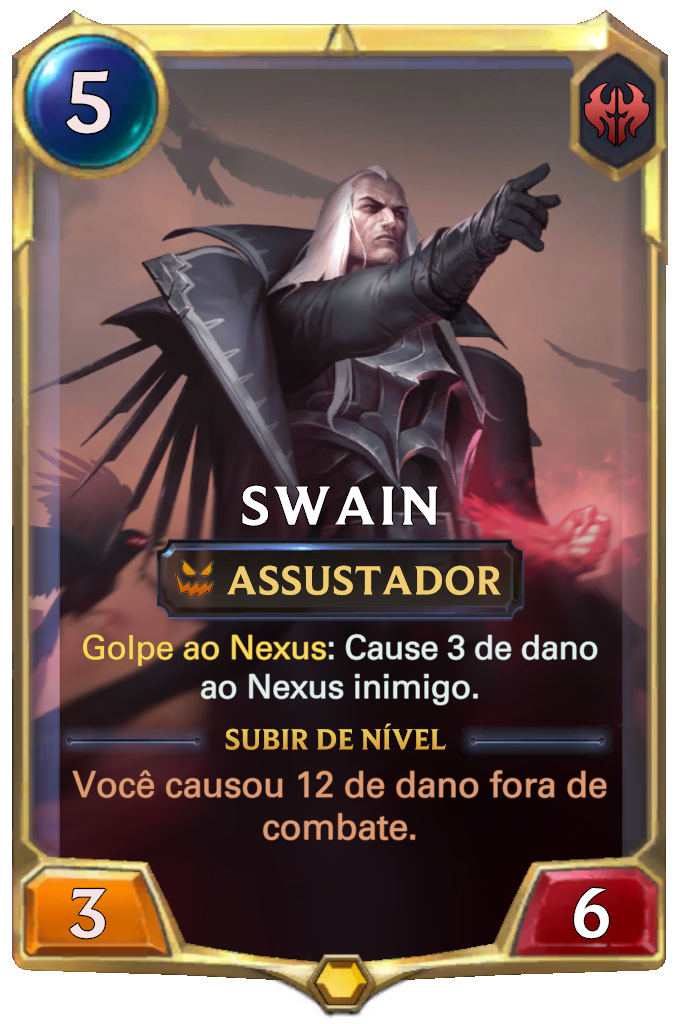 5
SWAIN
ASSUSTADOR
Golpe ao Nexus: Cause 3 de dano
ao Nexus inimigo.
SUBIR DE NÍVEL
Você causou 12 de dano fora de
combate.
3
6